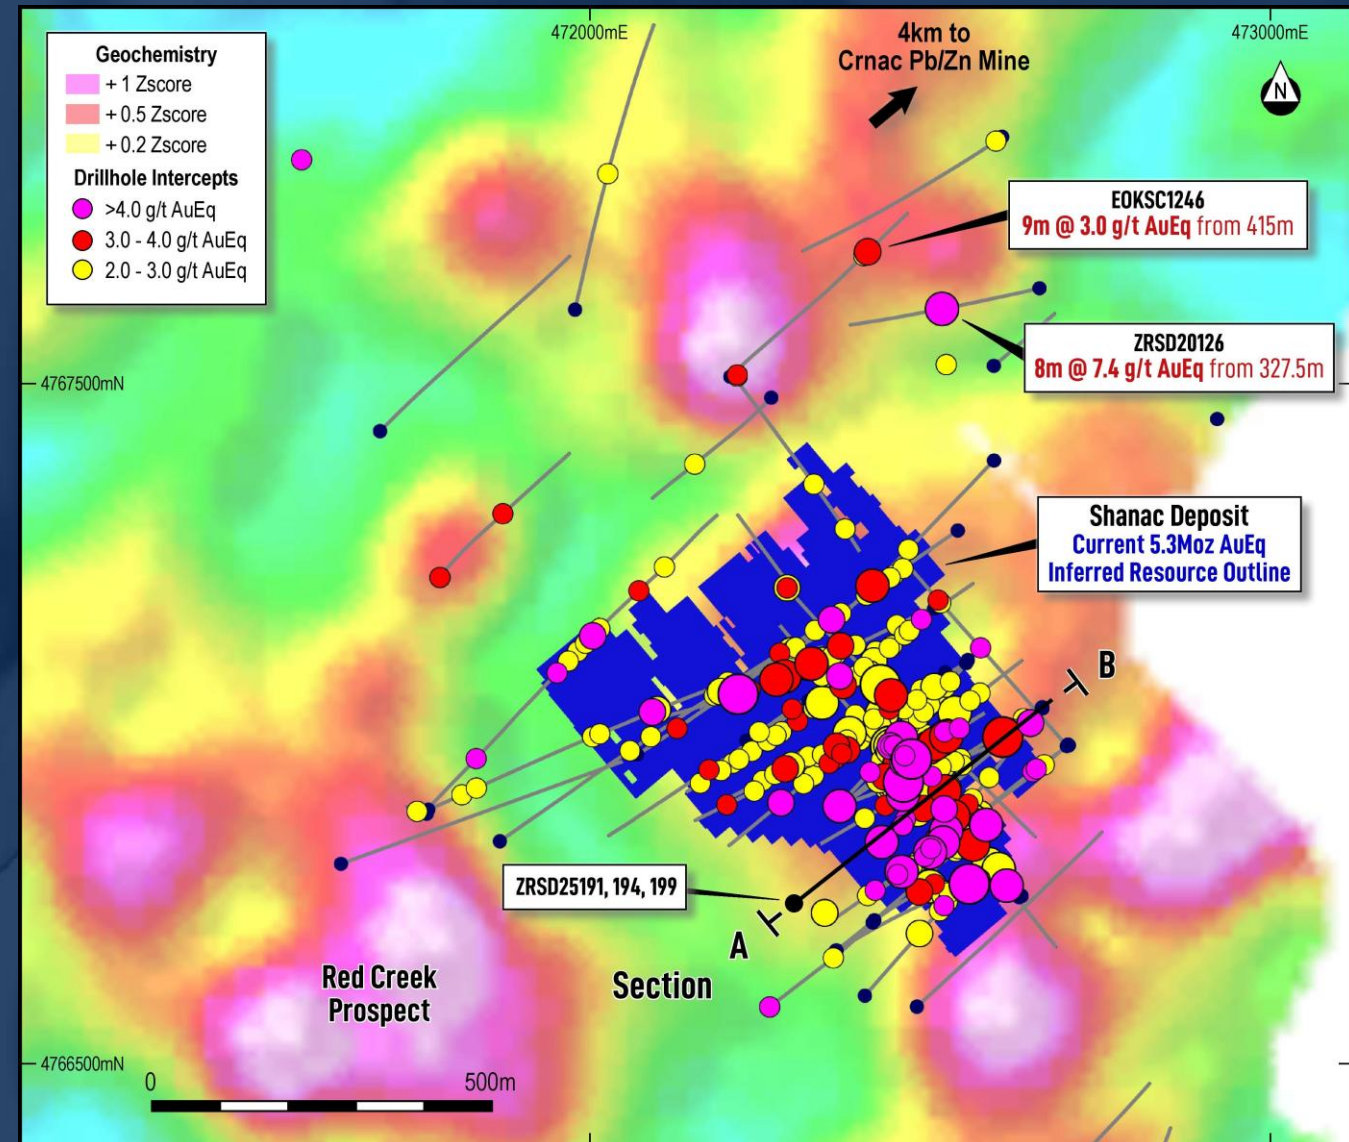 Geochemistry
+ 1 Zscore
+ 0.5 Zscore
+ 0.2 Zscore
Drillhole Intercepts
>4.0 g/t AuEq
3.0 - 4.0 g/t AuEq
2.0 - 3.0 g/t AuEq
472000mE
4km to
Crnac Pb/Zn Mine
473000mE
N
EOKSC1246
9m @ 3.0 g/t AuEq from 415m
ZRSD20126
8m @ 7.4 g/t AuEq from 327.5m
4767500mN
Shanac Deposit
Current 5.3Moz AuEq
Inferred Resource Outline
B
ZRSD25191, 194, 199
A
Section
Red Creek
Prospect
4766500mN
0
500m